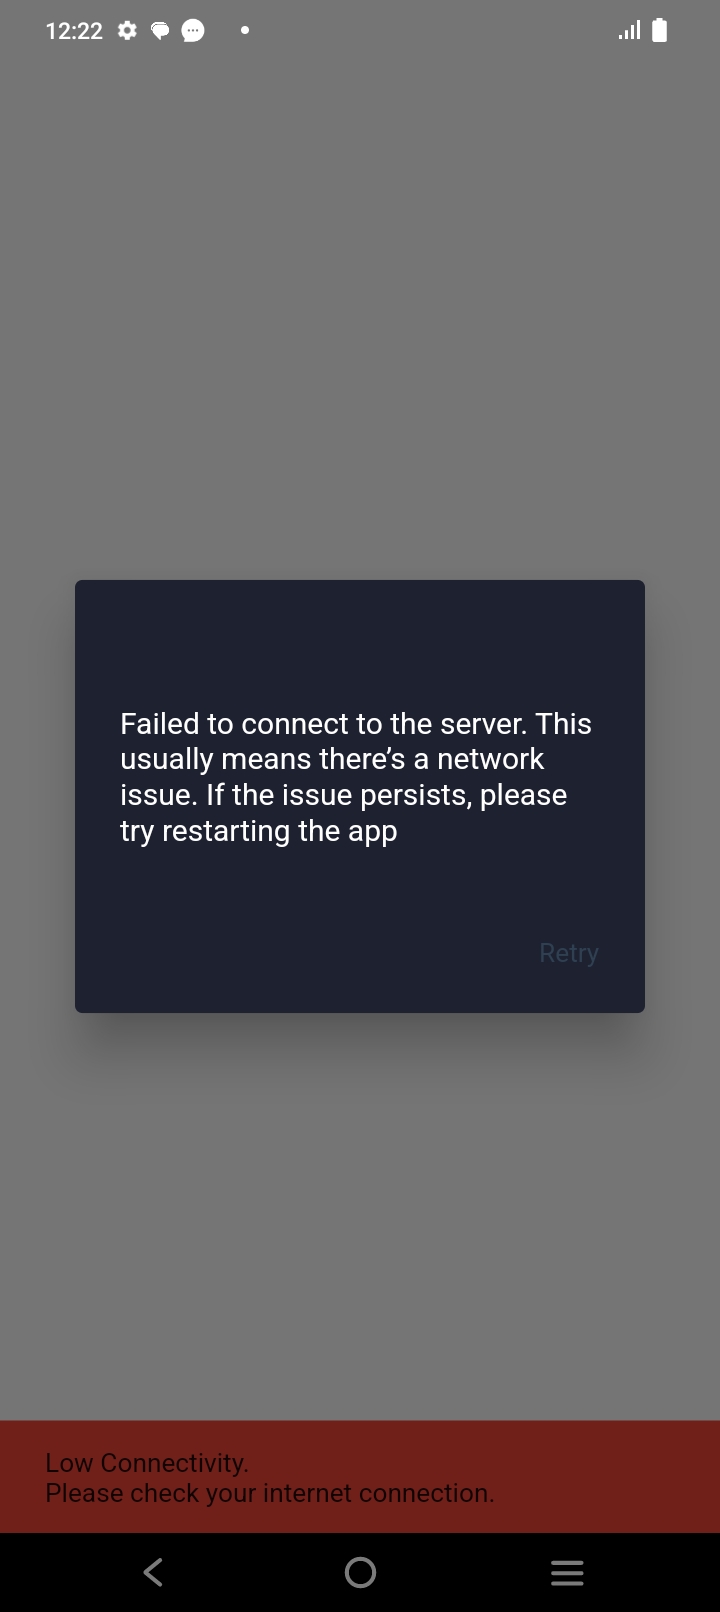 12:22
Failed to connect to the server. This
usually means there’s a network
issue. If the issue persists, please
try restarting the app
Retry
Low Connectivity.
Please check your internet connection.